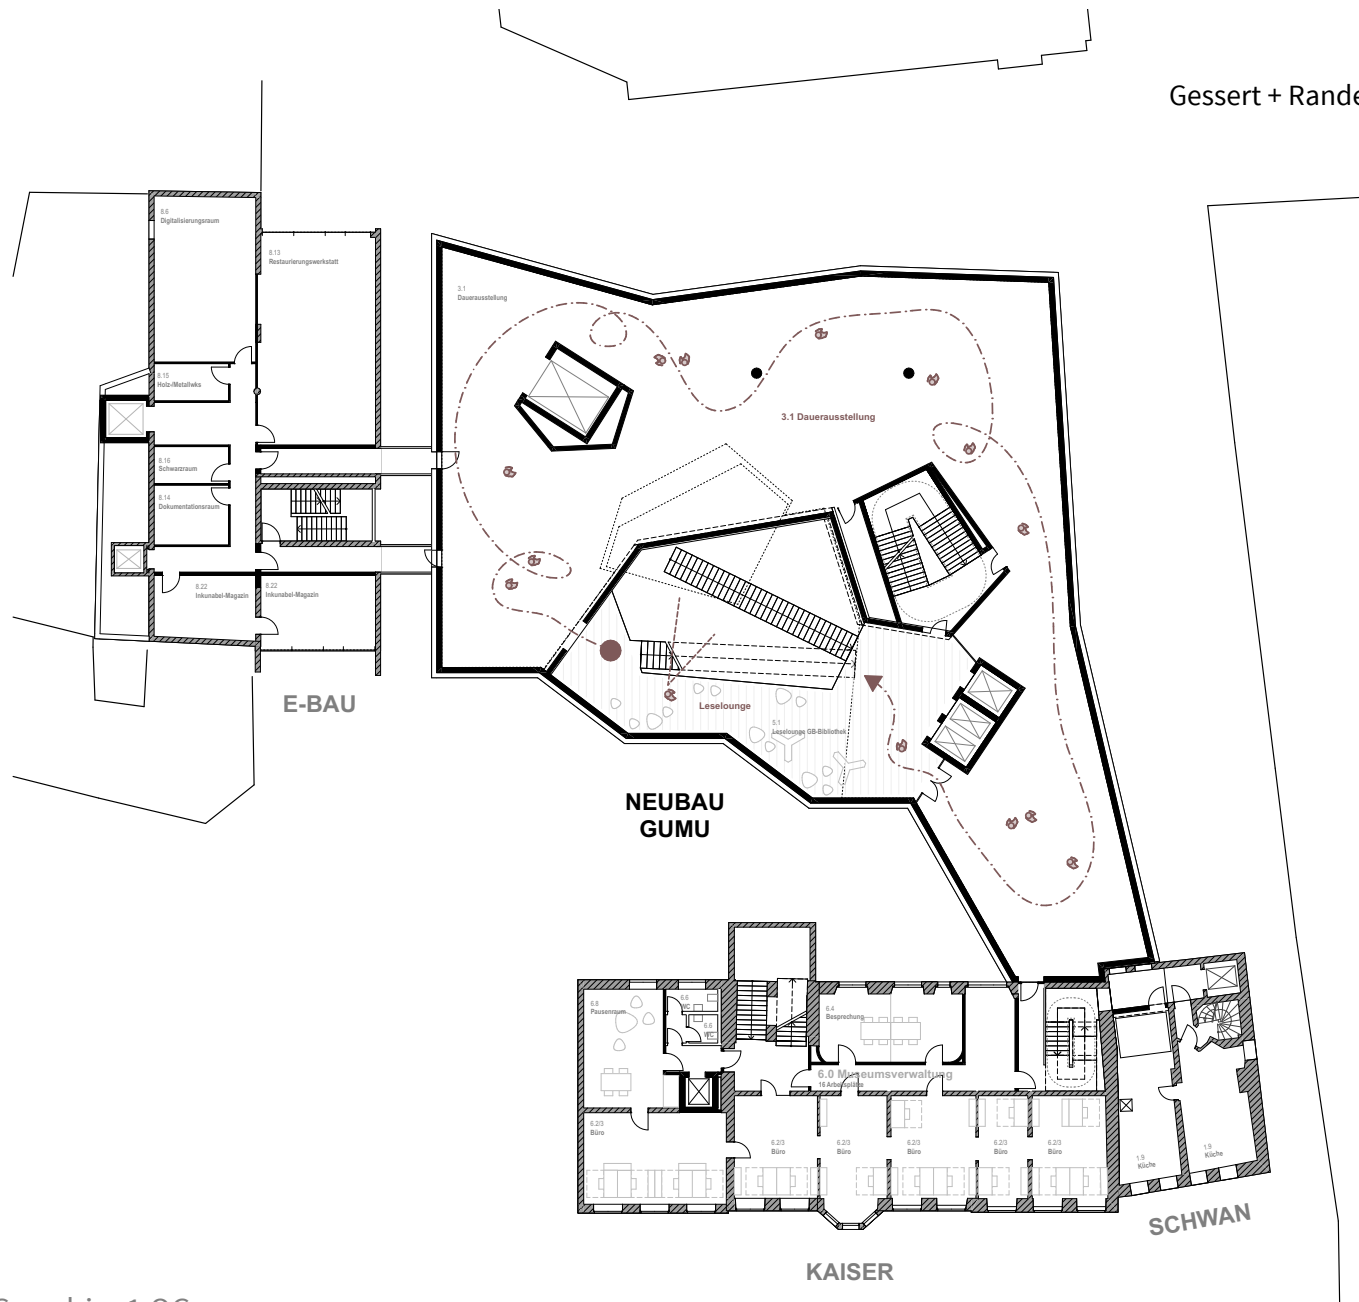 Gessert + Rande
8.6
Digitalisierungsraum
8.13
Restaurierungswerkstatt
3.1
Dauerausstellung
8.15
Holz-/Metallwks
3.1 Dauerausstellung
8.16
Schwarzraum
8.14
Dokumentationsraum
8.22
Inkunabel-Magazin
8.22
Inkunabel-Magazin
E-BAU
Leselounge
5.1
Leselounge GB-Bibliothek
NEUBAU
GUMU
6.8
Pausenraum
6.6
WC
6.6
WC
6.4
Besprechung
6.0 Museumsverwaltung
16 Arbeitsplätze
6.2/3
Büro
6.2/3
Büro
6.2/3
Büro
6.2/3
Büro
6.2/3
Büro
6.2/3
Büro
1.9
Küche
1.9
Küche
SCHWAN
KAISER